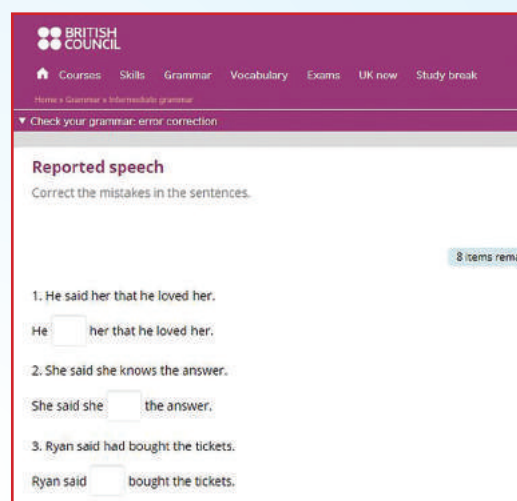 BRITISH
COUNCIL
Courses Skills Grammar Vocabulary Exams UK now Study break
Home » Grammar » Intermediate grammar
▼ Check your grammar: error correction
Reported speech
Correct the mistakes in the sentences.
8 items rema
1. He said her that he loved her.
He her that he loved her.
2. She said she knows the answer.
She said she the answer.
3. Ryan said had bought the tickets.
Ryan said bought the tickets.